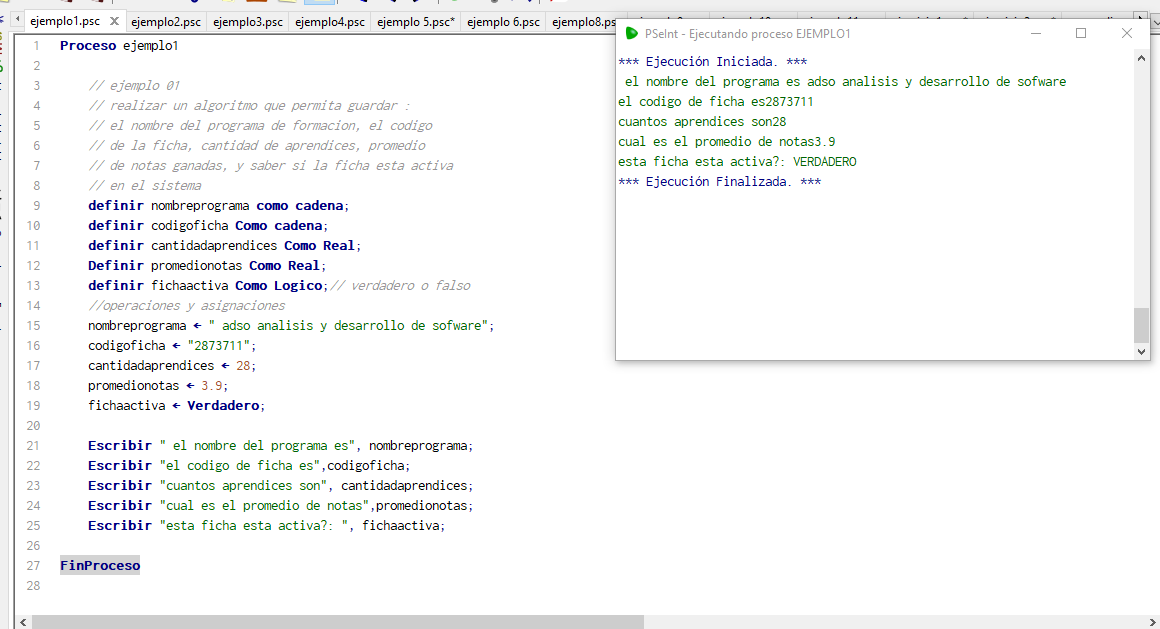 ejemplo1.psc ejemplo2.psc ejemplo3.psc ejemplo4.psc ejemplo 5.psc* ejemplo 6.psc ejemplo8.ps
1 Proceso ejemplo1
2
3 // ejemplo 01
4 // realizar un algoritmo que permita guardar :
5 // el nombre del programa de formacion, el codigo
6 // de la ficha, cantidad de aprendices, promedio
7 // de notas ganadas, y saber si la ficha esta activa
8 // en el sistema
9 definir nombreprograma como cadena;
10 definir codigoficha Como cadena;
11 definir cantidadaprendices Como Real;
12 Definir promedionotas Como Real;
13 definir fichaactiva Como Logico;// verdadero o falso
14 //operaciones y asignaciones
15 nombreprograma ← " adso analisis y desarrollo de sofware";
16 codigoficha ← "2873711";
17 cantidadaprendices ← 28;
18 promedionotas ← 3.9;
19 fichaactiva ← Verdadero;
20
21 Escribir " el nombre del programa es", nombreprograma;
22 Escribir "el codigo de ficha es",codigoficha;
23 Escribir "cuantos aprendices son", cantidadaprendices;
24 Escribir "cual es el promedio de notas",promedionotas;
25 Escribir "esta ficha esta activa?: ", fichaactiva;
26
27 FinProceso
28
PSeInt - Ejecutando proceso EJEMPLO1
*** Ejecución Iniciada. ***
el nombre del programa es adso analisis y desarrollo de sofware
el codigo de ficha es2873711
cuantos aprendices son28
cual es el promedio de notas3.9
esta ficha esta activa?: VERDADERO
*** Ejecución Finalizada. ***